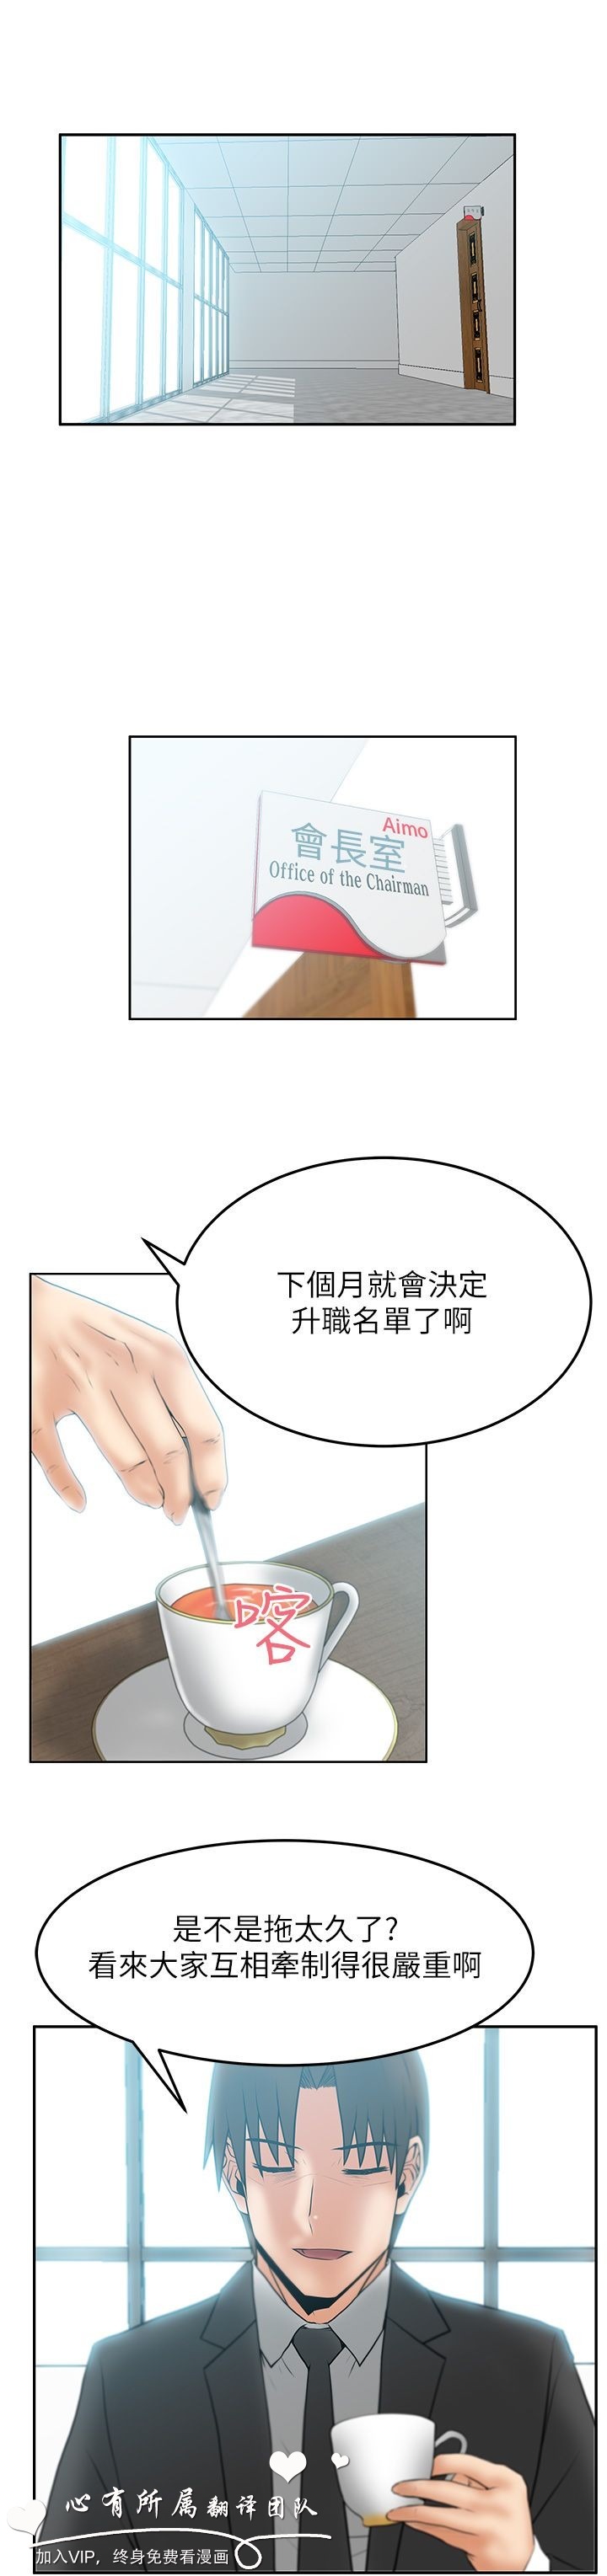 Aimo
會長室
Office of the Chairman
下個月就會決定
升職名單了啊
喀
是不是拖太久了?
看來大家互相牽制得很嚴重啊
心有所属翻译团队
加入VIP，终身免费看漫画